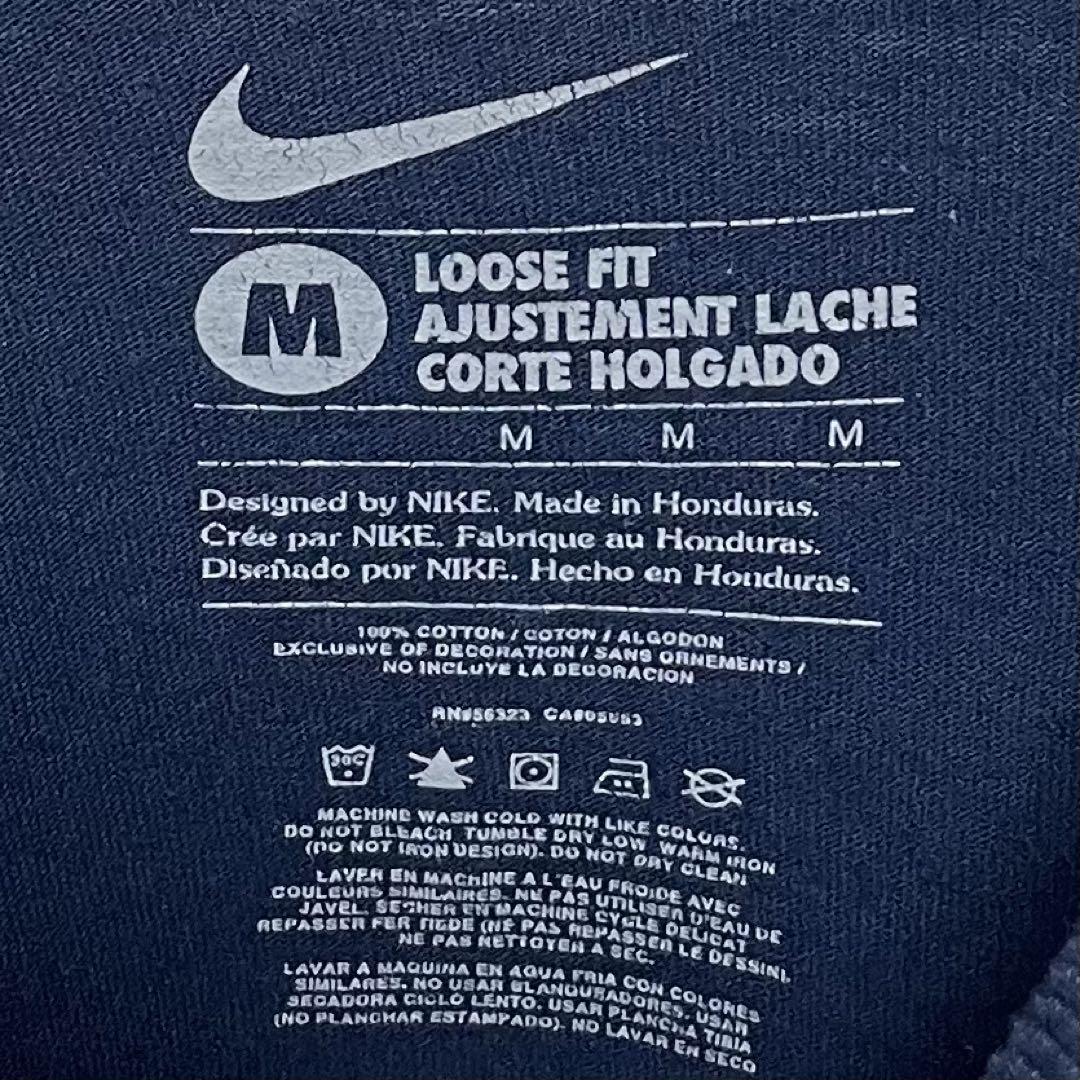 M
LOOSE FIT
AJUSTEMENT LACHE
CORTE HOLGADO
M M M
Designed by NIKE. Made in Honduras.
Crée par NIKE. Fabrique au Honduras.
Diseñado por NIKE. Hecho en Honduras.
100% COTTON / COTON / ALGODON
EXCLUSIVE OF DECORATION / SANS ORNEMENTS /
NO INCLUYE LA DECORACION
RN#56323 CA#05553
30C
MACHINE WASH COLD WITH LIKE COLORS.
DO NOT BLEACH TUMBLE DRY LOW WARM IRON
(DO NOT IRON DESIGN). DO NOT DRY CLEAN
LAVER EN MACHINE A L'EAU FROIDE AVEC
COULEURS SIMILAIRES. NE PAS UTILISER D'EAU DE
JAVEL. SECHER EN MACHINE CYCLE DELICAT
REPASSER FER TIEDE (NE PAS REPASSER LE DESSIN).
NE PAS NETTOYER A SEC.
LAVAR A MAQUINA EN AGUA FRIA CON COLORES
SIMILARES. NO USAR BLANQUEADORES. USAR
SECADORA CICLO LENTO. USAR PLANCHA TIBIA
(NO PLANCHAR ESTAMPADO). NO LAVAR EN SECO